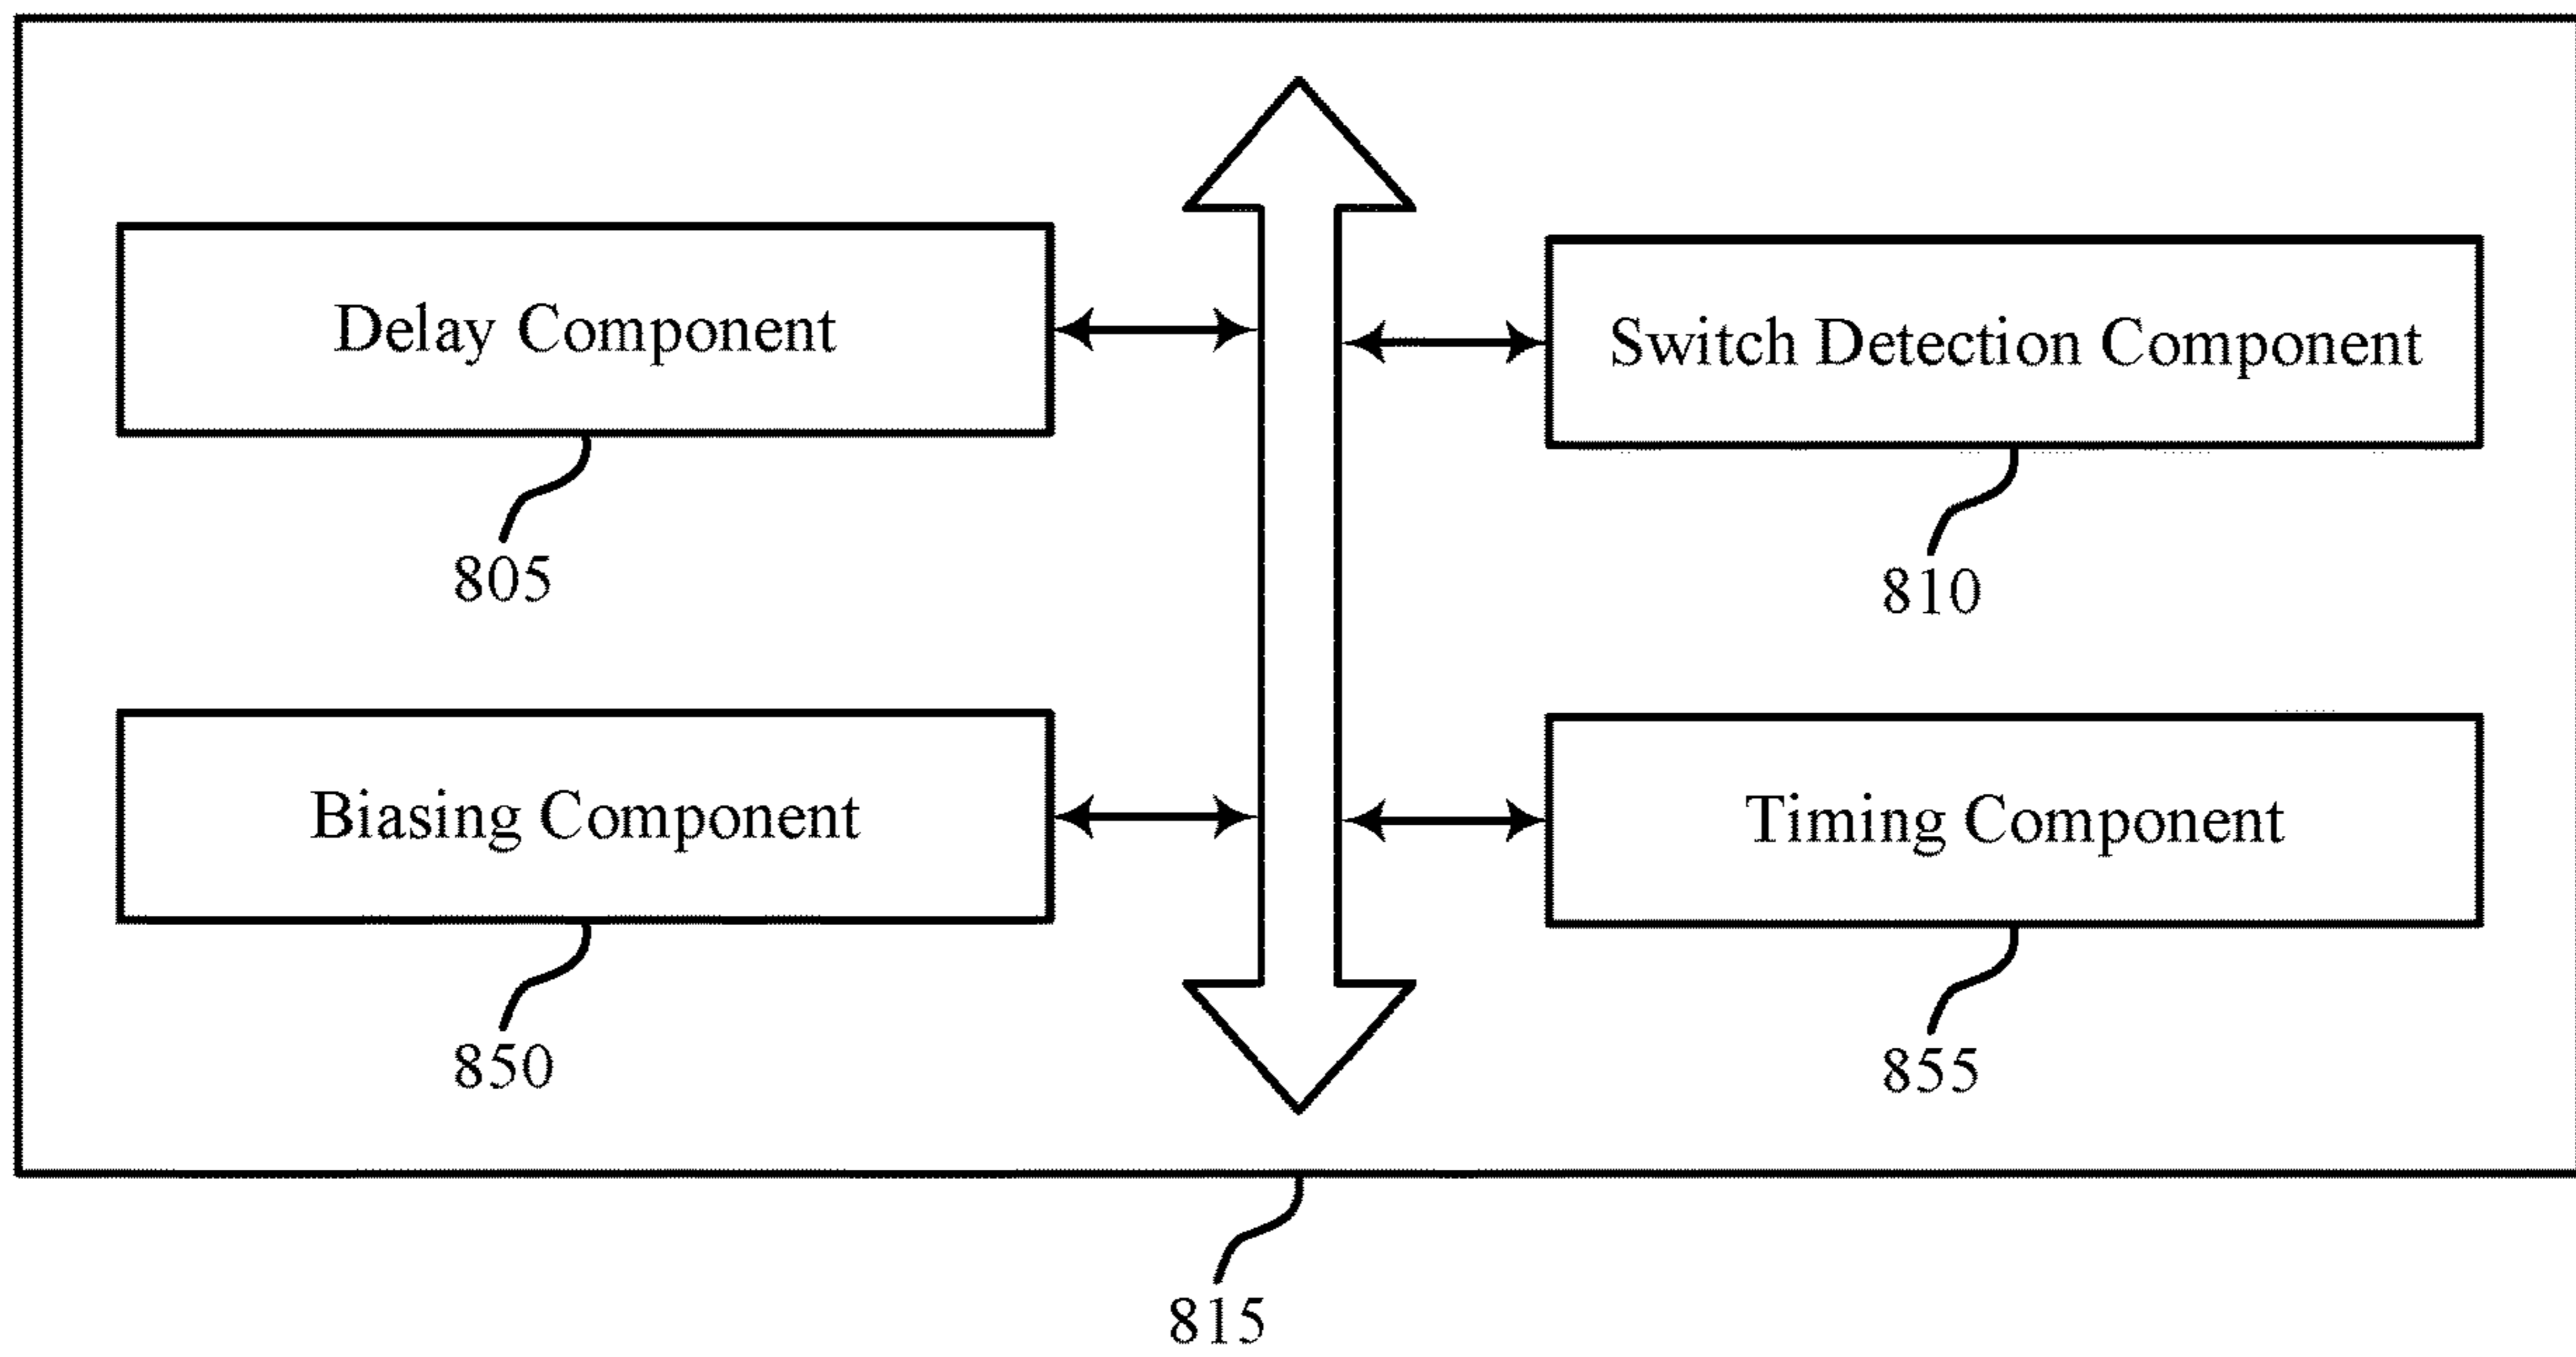 Delay Component
Switch Detection Component
805
810
Biasing Component
Timing Component
850
855
815